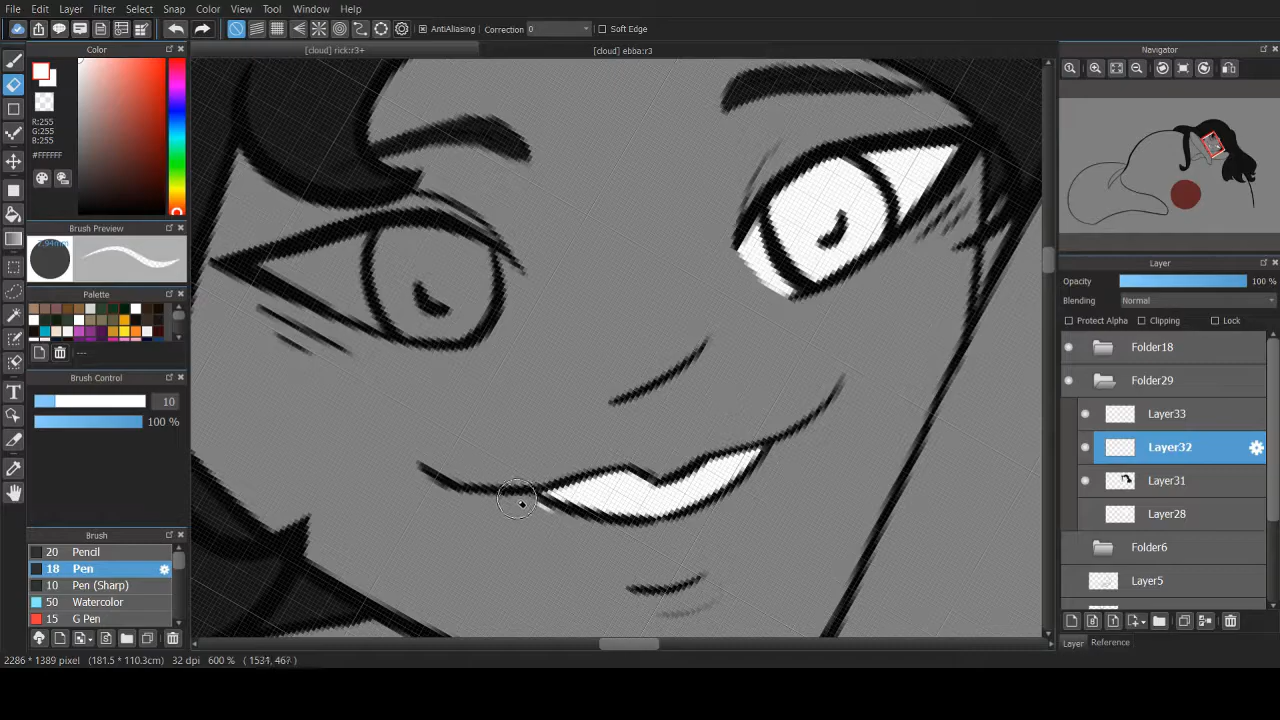 File Edit Layer Filter Select Snap Color View Tool Window Help
AntiAliasing Correction 0 Soft Edge
Color
[cloud] rick:r3+
[cloud] ebba:r3
Navigator
R:255
G:255
B:255
#FFFFFF
Brush Preview
7.94mm
Palette
---
Brush Control
10
100 %
Brush
20 Pencil
18 Pen
10 Pen (Sharp)
50 Watercolor
15 G Pen
Layer
Opacity 100 %
Blending Normal
Protect Alpha Clipping Lock
Folder18
Folder29
Layer33
Layer32
Layer31
Layer28
Folder6
Layer5
Layer Reference
2286 * 1389 pixel (181.5 * 110.3cm) 32 dpi 600 %